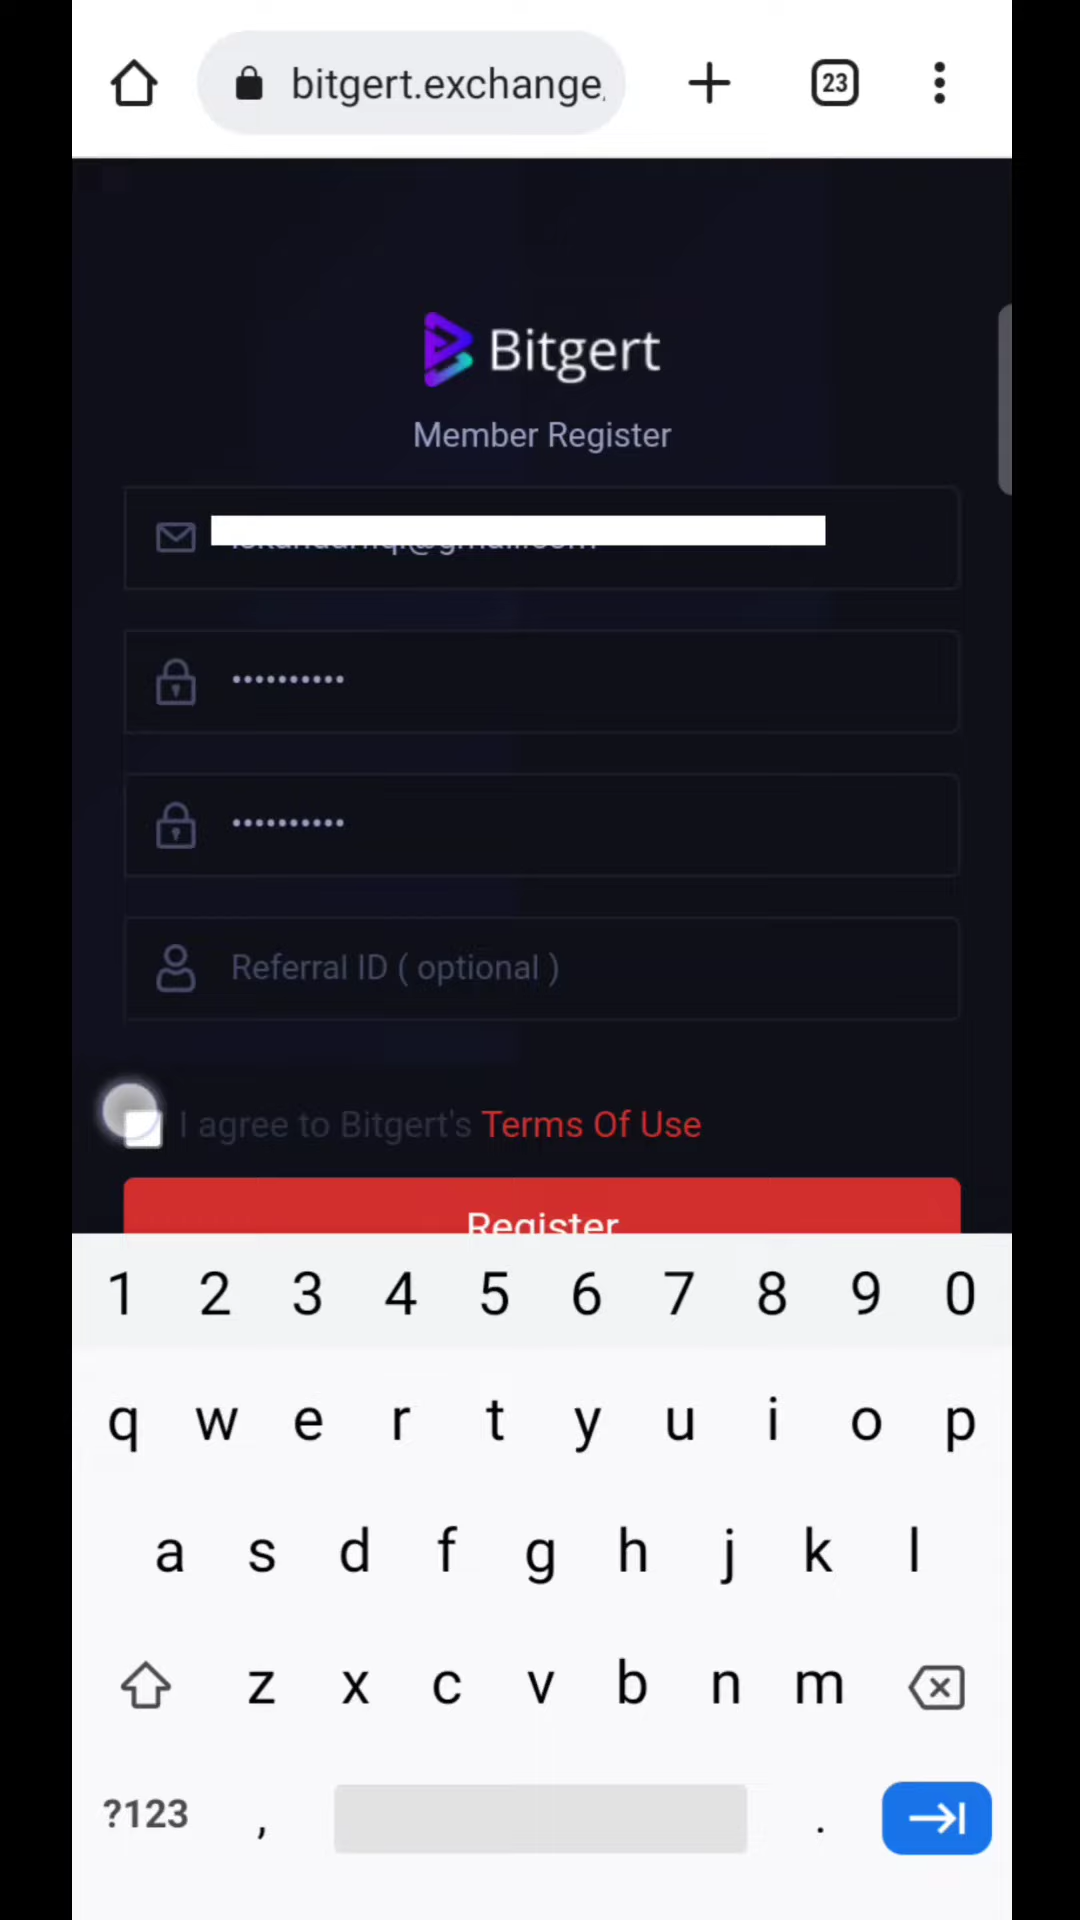 bitgert.exchange
23
Bitgert
Member Register
••••••••••
••••••••••
Referral ID ( optional )
I agree to Bitgert's Terms Of Use
Register
1 2 3 4 5 6 7 8 9 0
q w e r t y u i o p
a s d f g h j k l
z x c v b n m
?123 , .